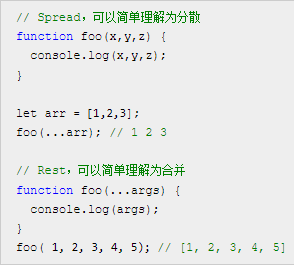 // Spread，可以简单理解为分散
function foo(x,y,z) {
  console.log(x,y,z);
}

let arr = [1,2,3];
foo(...arr); // 1 2 3

// Rest，可以简单理解为合并
function foo(...args) {
  console.log(args);
}
foo( 1, 2, 3, 4, 5); // [1, 2, 3, 4, 5]